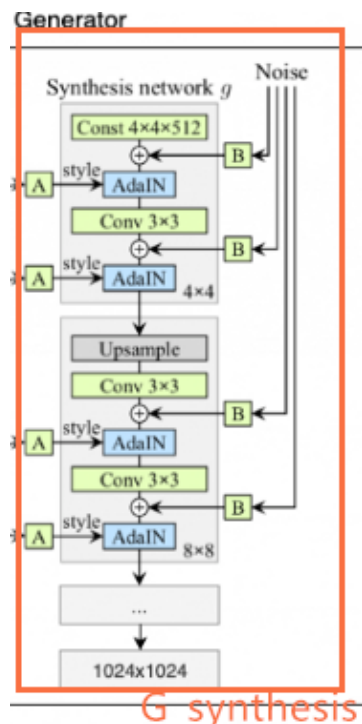 Generator
Noise
Synthesis network g
Const 4×4×512
B
style
A
AdaIN
Conv 3×3
B
style
A
AdaIN
4×4
Upsample
Conv 3×3
B
style
A
AdaIN
Conv 3×3
B
style
A
AdaIN
8×8
...
1024x1024
G synthesis